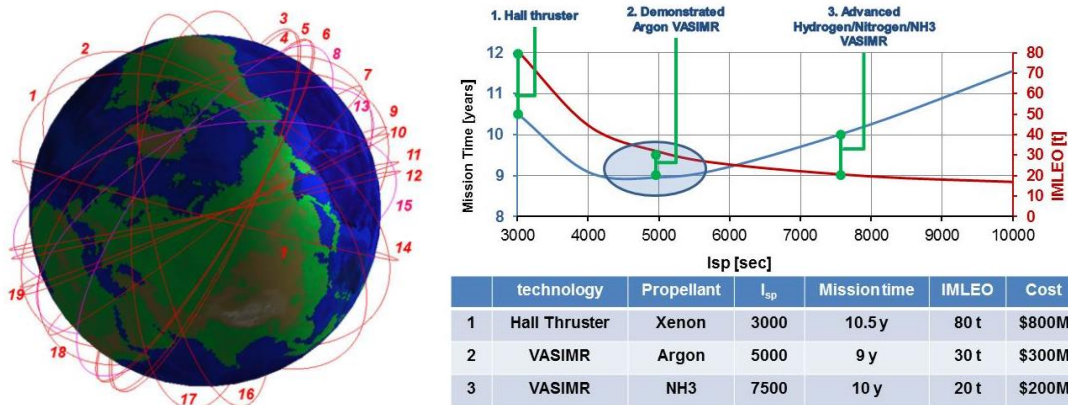 1
2
3
4
5
6
8
7
13
9
10
11
12
15
14
1
19
18
17
16
1. Hall thruster
2. Demonstrated
Argon VASIMR
3. Advanced
Hydrogen/Nitrogen/NH3
VASIMR
Mission Time [years]
12
11
10
9
8
3000 4000 5000 6000 7000 8000 9000 10000
Isp [sec]
80
70
60
50
40
30
20
10
0
IMLEO [t]
technology Propellant Isp Mission time IMLEO Cost
1 Hall Thruster Xenon 3000 10.5 y 80 t $800M
2 VASIMR Argon 5000 9 y 30 t $300M
3 VASIMR NH3 7500 10 y 20 t $200M